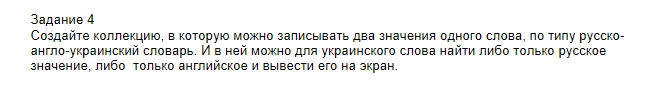 Задание 4
Создайте коллекцию, в которую можно записывать два значения одного слова, по типу русско-
англо-украинский словарь. И в ней можно для украинского слова найти либо только русское
значение, либо  только английское и вывести его на экран.